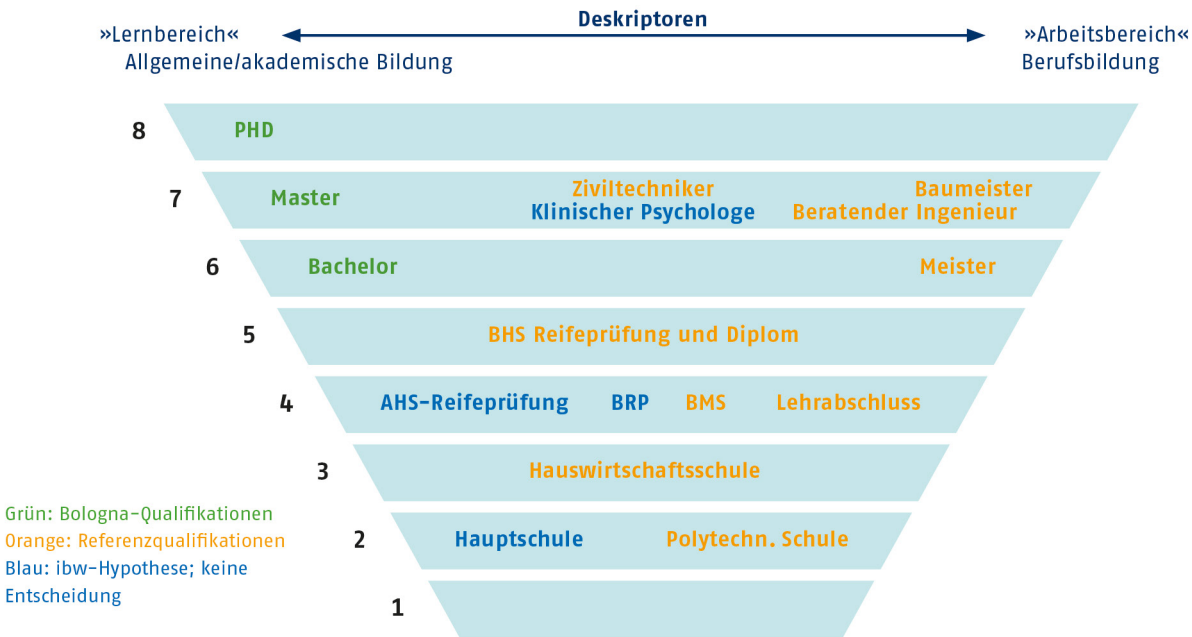 Deskriptoren
»Lernbereich« »Arbeitsbereich«
Allgemeine/akademische Bildung Berufsbildung
8 PHD
7 Master Ziviltechniker Baumeister
Klinischer Psychologe Beratender Ingenieur
6 Bachelor Meister
5 BHS Reifeprüfung und Diplom
4 AHS-Reifeprüfung BRP BMS Lehrabschluss
3 Hauswirtschaftsschule
2 Hauptschule Polytechn. Schule
1
Grün: Bologna-Qualifikationen
Orange: Referenzqualifikationen
Blau: ibw-Hypothese; keine
Entscheidung